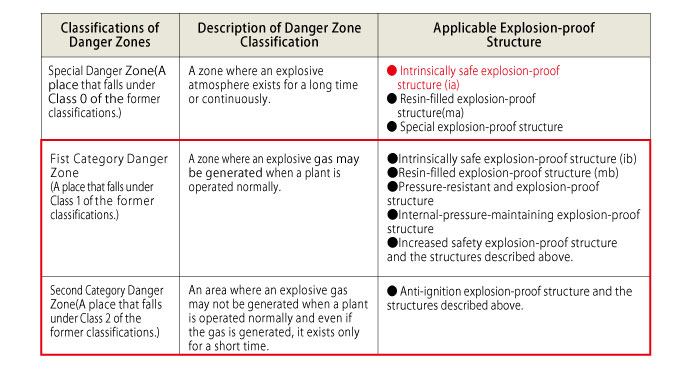 Classifications of
Danger Zones
Description of Danger Zone
Classification
Applicable Explosion-proof
Structure
Special Danger Zone(A
place that falls under
Class 0 of the former
classifications.)
A zone where an explosive
atmosphere exists for a long time
or continuously.
● Intrinsically safe explosion-proof
structure (ia)
● Resin-filled explosion-proof
structure(ma)
● Special explosion-proof structure
Fist Category Danger
Zone
(A place that falls under
Class 1 of the former
classifications.)
A zone where an explosive gas may
be generated when a plant is
operated normally.
●Intrinsically safe explosion-proof structure (ib)
●Resin-filled explosion-proof structure (mb)
●Pressure-resistant and explosion-proof
structure
●Internal-pressure-maintaining explosion-proof
structure
●Increased safety explosion-proof structure
and the structures described above.
Second Category Danger
Zone(A place that falls
under Class 2 of the
former classifications.)
An area where an explosive gas
may not be generated when a plant
is operated normally and even if
the gas is generated, it exists only
for a short time.
● Anti-ignition explosion-proof structure and the
structures described above.